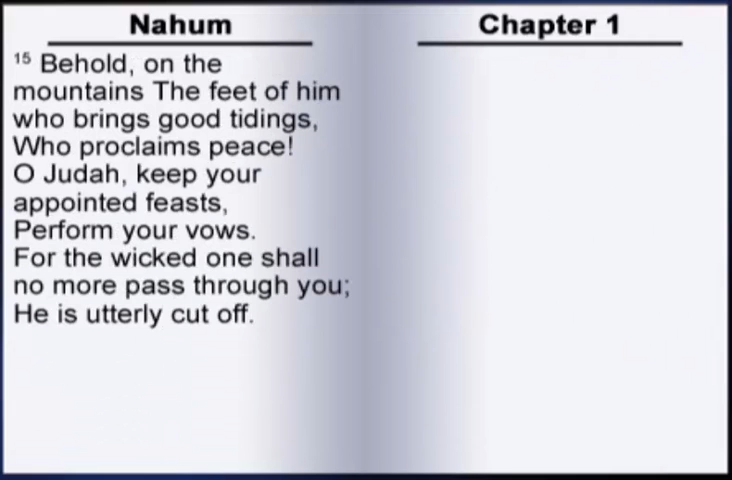 Nahum
Chapter 1
15 Behold, on the
mountains The feet of him
who brings good tidings,
Who proclaims peace!
O Judah, keep your
appointed feasts,
Perform your vows.
For the wicked one shall
no more pass through you;
He is utterly cut off.